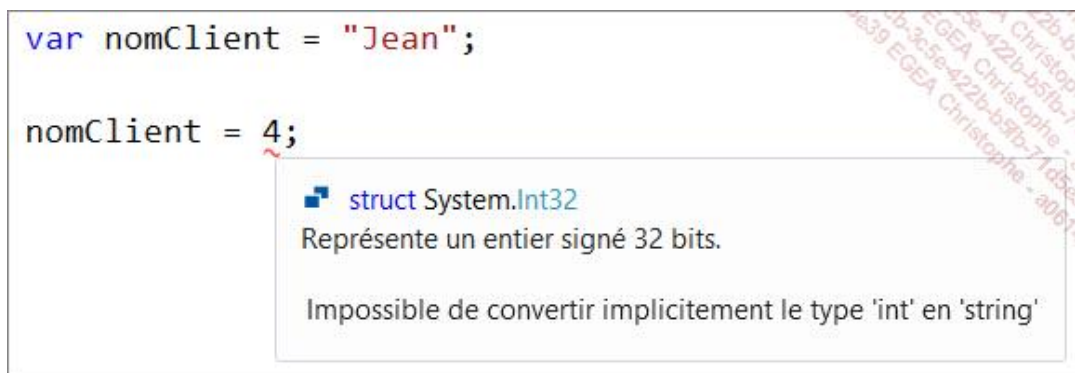 var nomClient = "Jean";
nomClient = 4;
struct System.Int32
Représente un entier signé 32 bits.
Impossible de convertir implicitement le type 'int' en 'string'